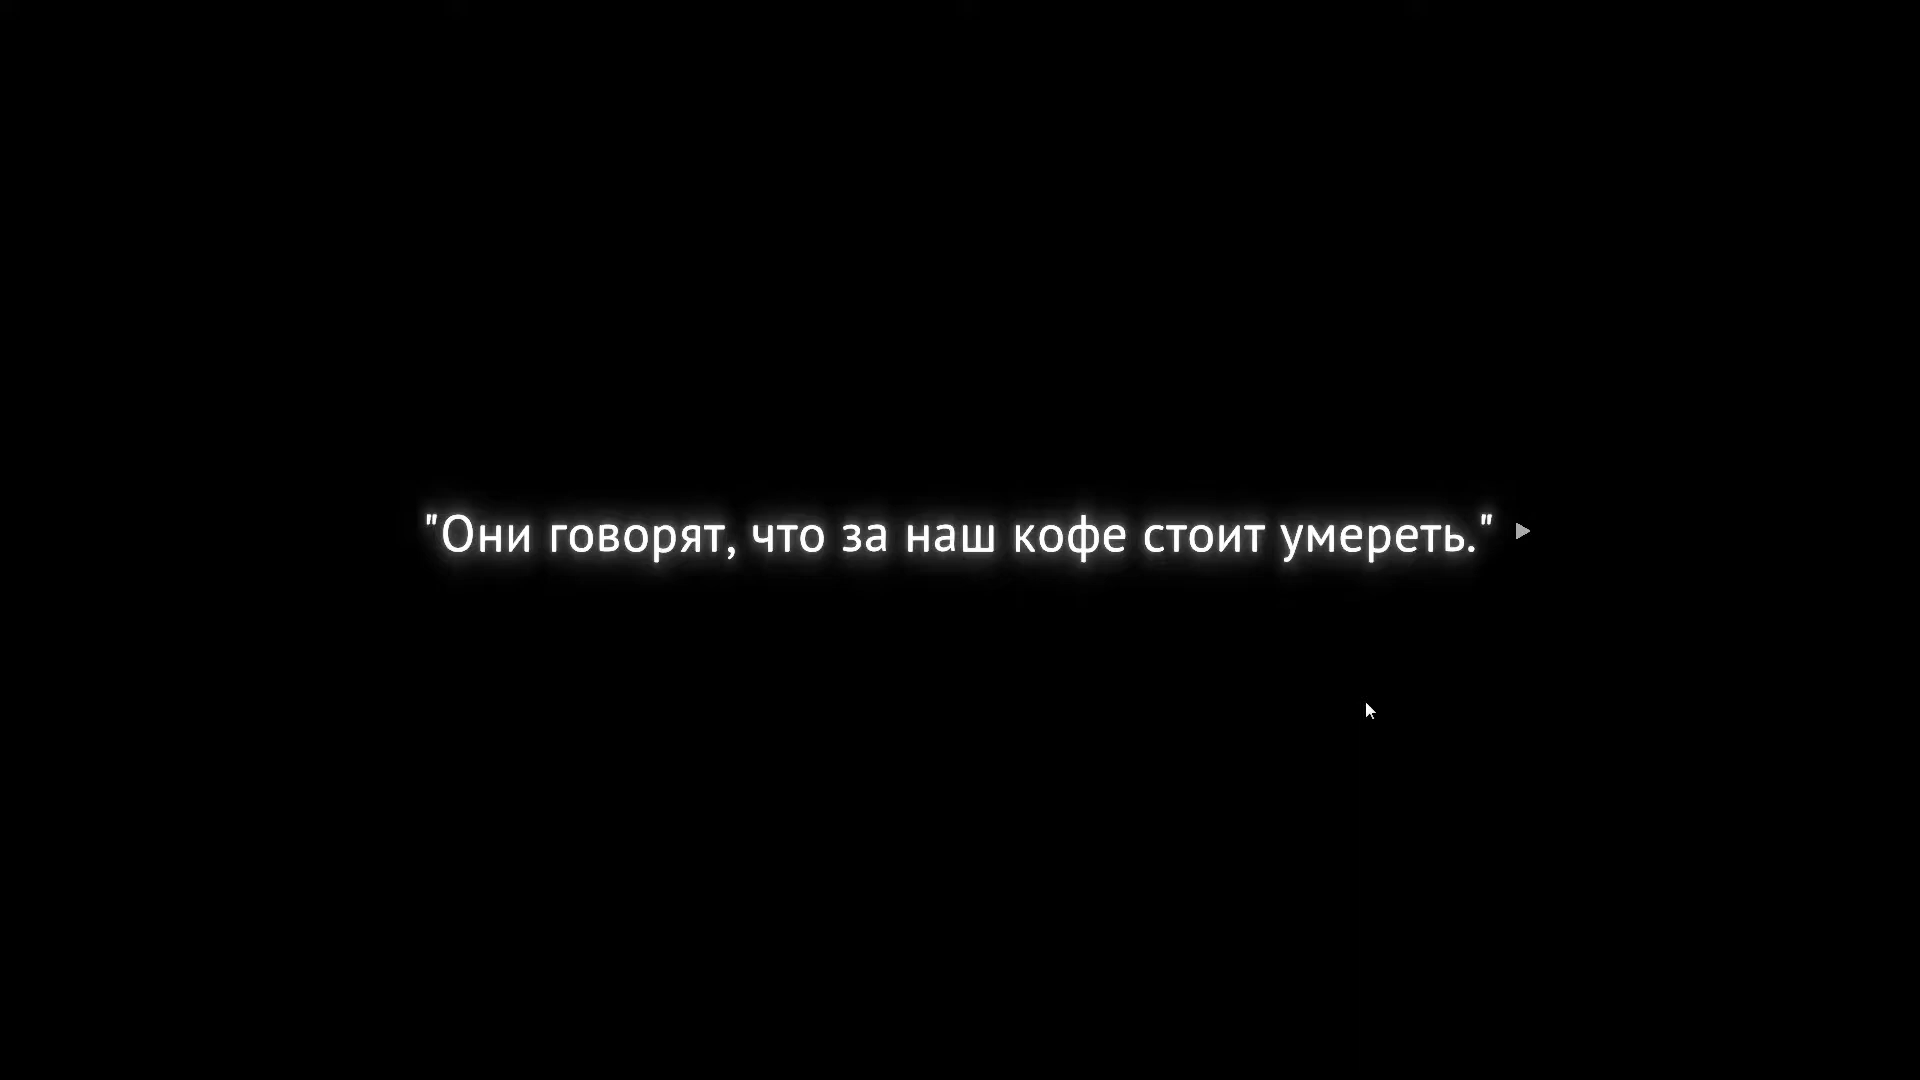 "Они говорят, что за наш кофе стоит умереть."